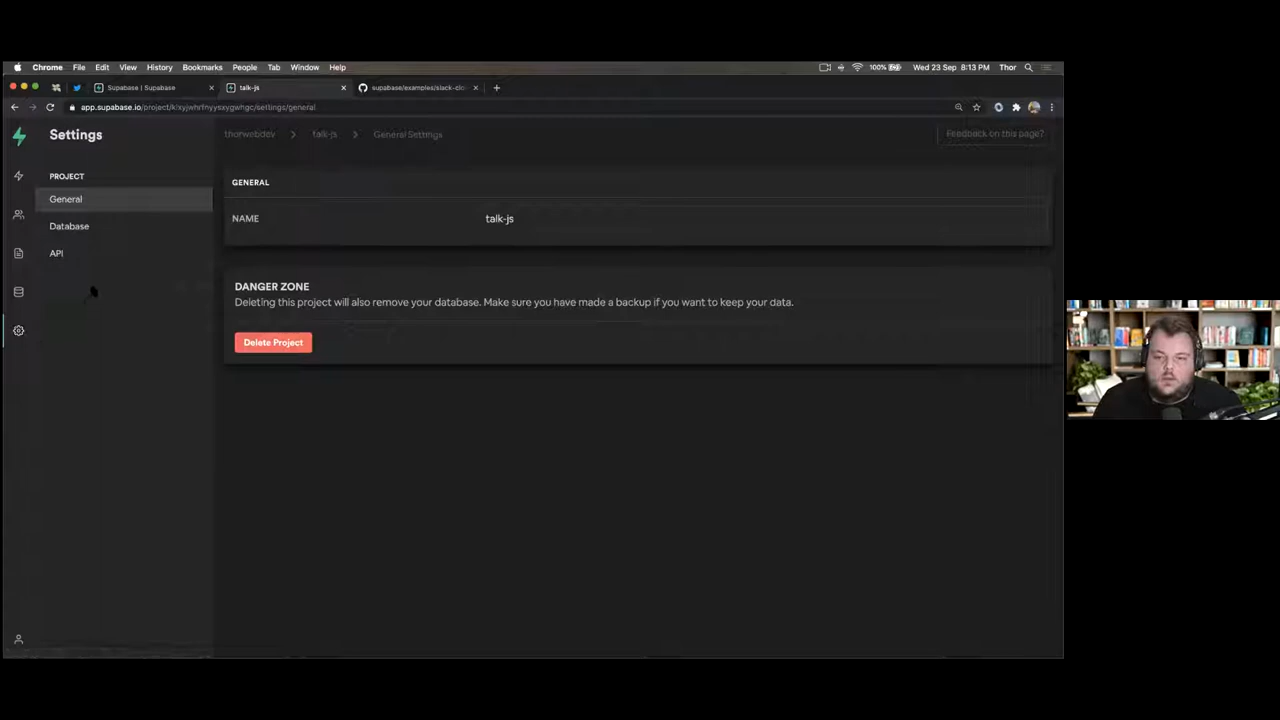 Chrome File Edit View History Bookmarks People Tab Window Help 100% Wed 23 Sep 8:13 PM Thor
Supabase | Supabase talk-js supabase/examples/slack-clo
Settings thorwebdev talk-js General Settings Feedback on this page?
PROJECT
General
Database
API
GENERAL
NAME talk-js
DANGER ZONE
Deleting this project will also remove your database. Make sure you have made a backup if you want to keep your data.
Delete Project